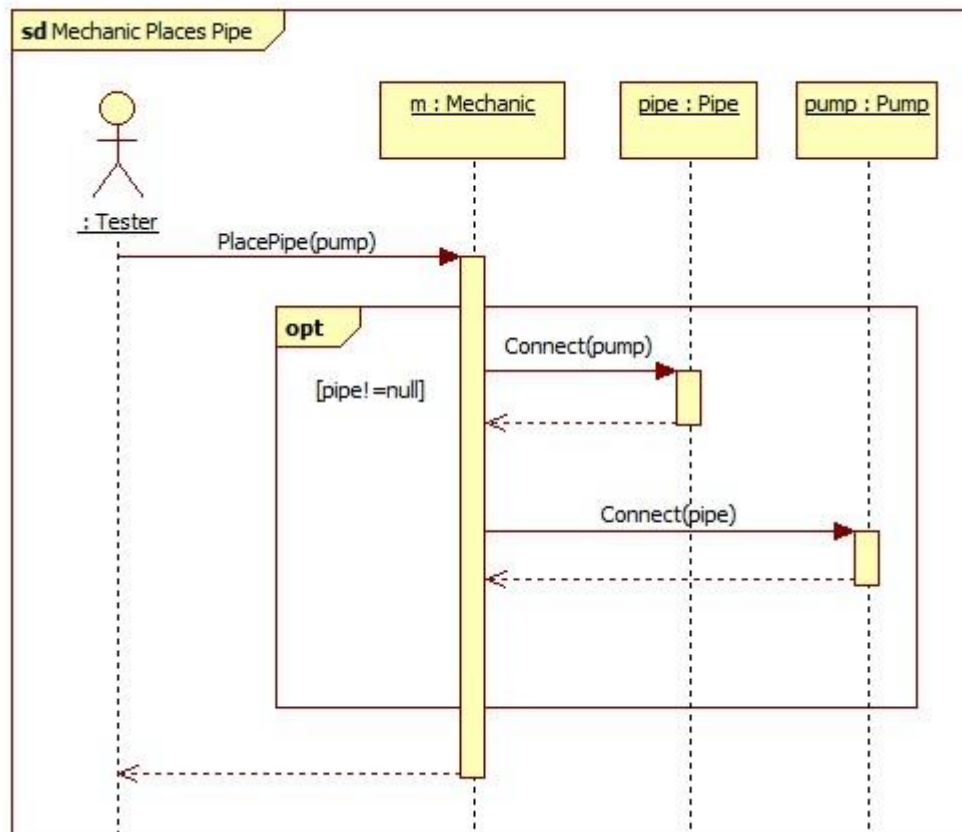 sd Mechanic Places Pipe
m : Mechanic
pipe : Pipe
pump : Pump
: Tester
PlacePipe(pump)
opt
Connect(pump)
[pipe!=null]
Connect(pipe)